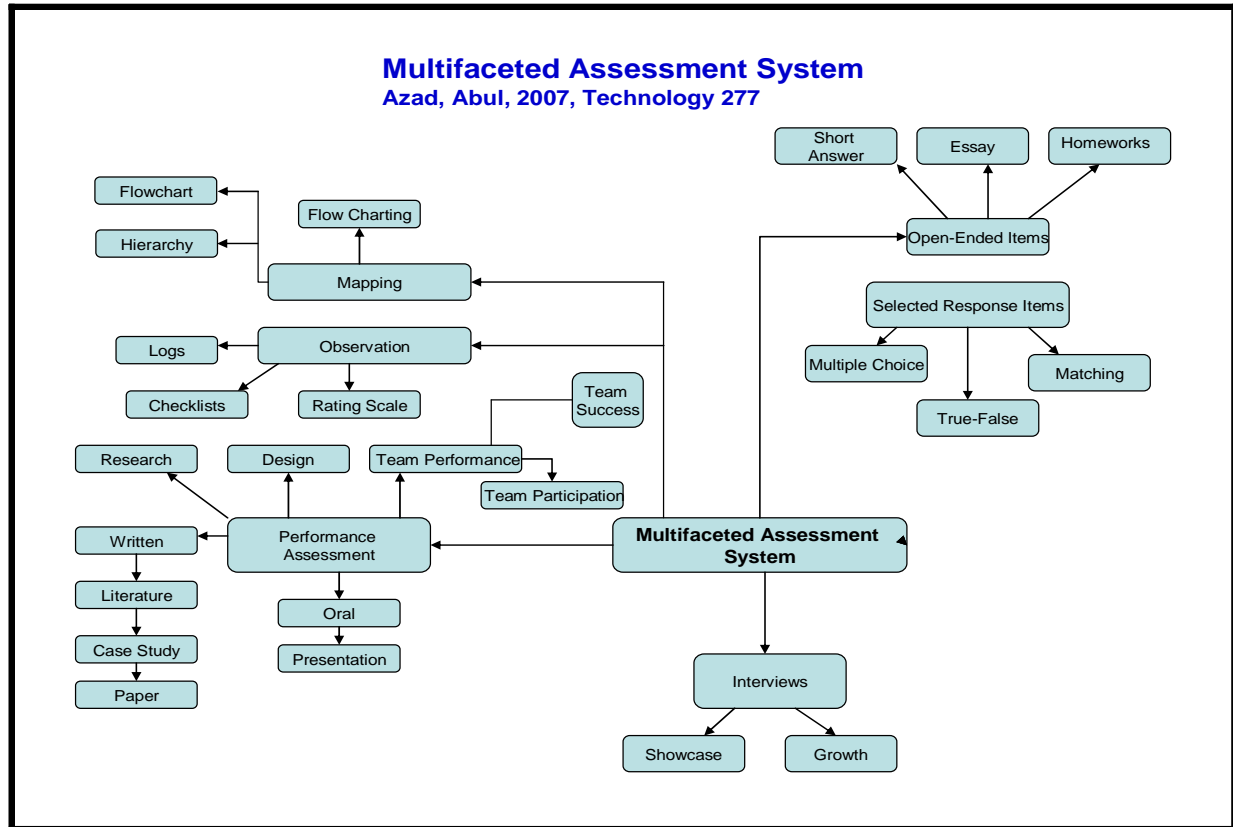 Multifaceted Assessment System
Azad, Abul, 2007, Technology 277
Short
Answer
Essay
Homeworks
Flowchart
Flow Charting
Hierarchy
Open-Ended Items
Mapping
Selected Response Items
Logs
Observation
Multiple Choice
Matching
Checklists
Rating Scale
Team
Success
True-False
Research
Design
Team Performance
Team Participation
Written
Performance
Assessment
Multifaceted Assessment
System
Literature
Oral
Case Study
Presentation
Paper
Interviews
Showcase
Growth